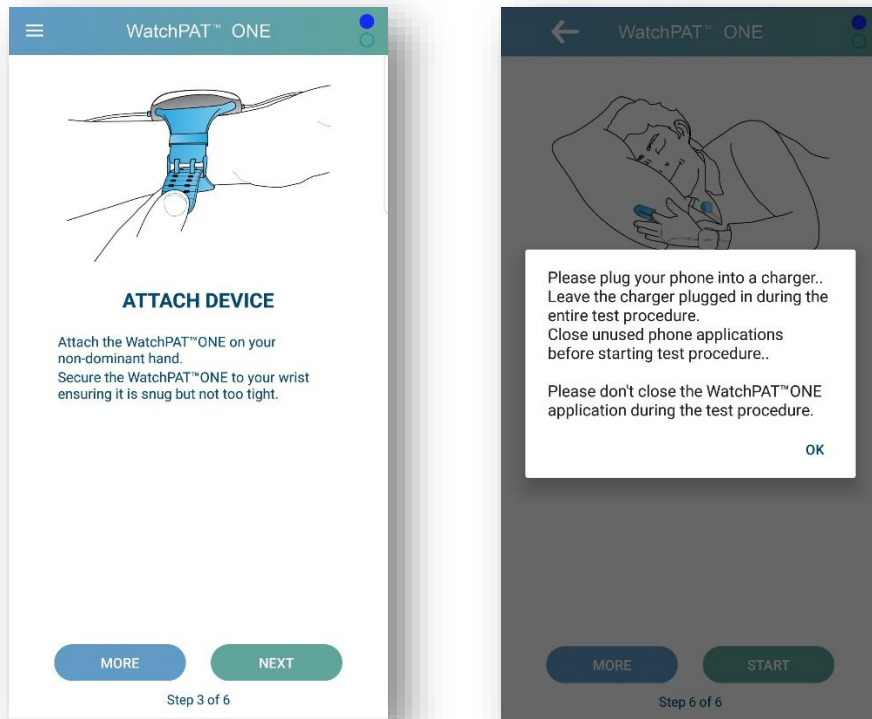 WatchPAT™ ONE
ATTACH DEVICE
Attach the WatchPAT™ONE on your
non-dominant hand.
Secure the WatchPAT™ONE to your wrist
ensuring it is snug but not too tight.
MORE
NEXT
Step 3 of 6
WatchPAT™ ONE
Please plug your phone into a charger..
Leave the charger plugged in during the
entire test procedure.
Close unused phone applications
before starting test procedure..
Please don't close the WatchPAT™ONE
application during the test procedure.
OK
MORE
START
Step 6 of 6